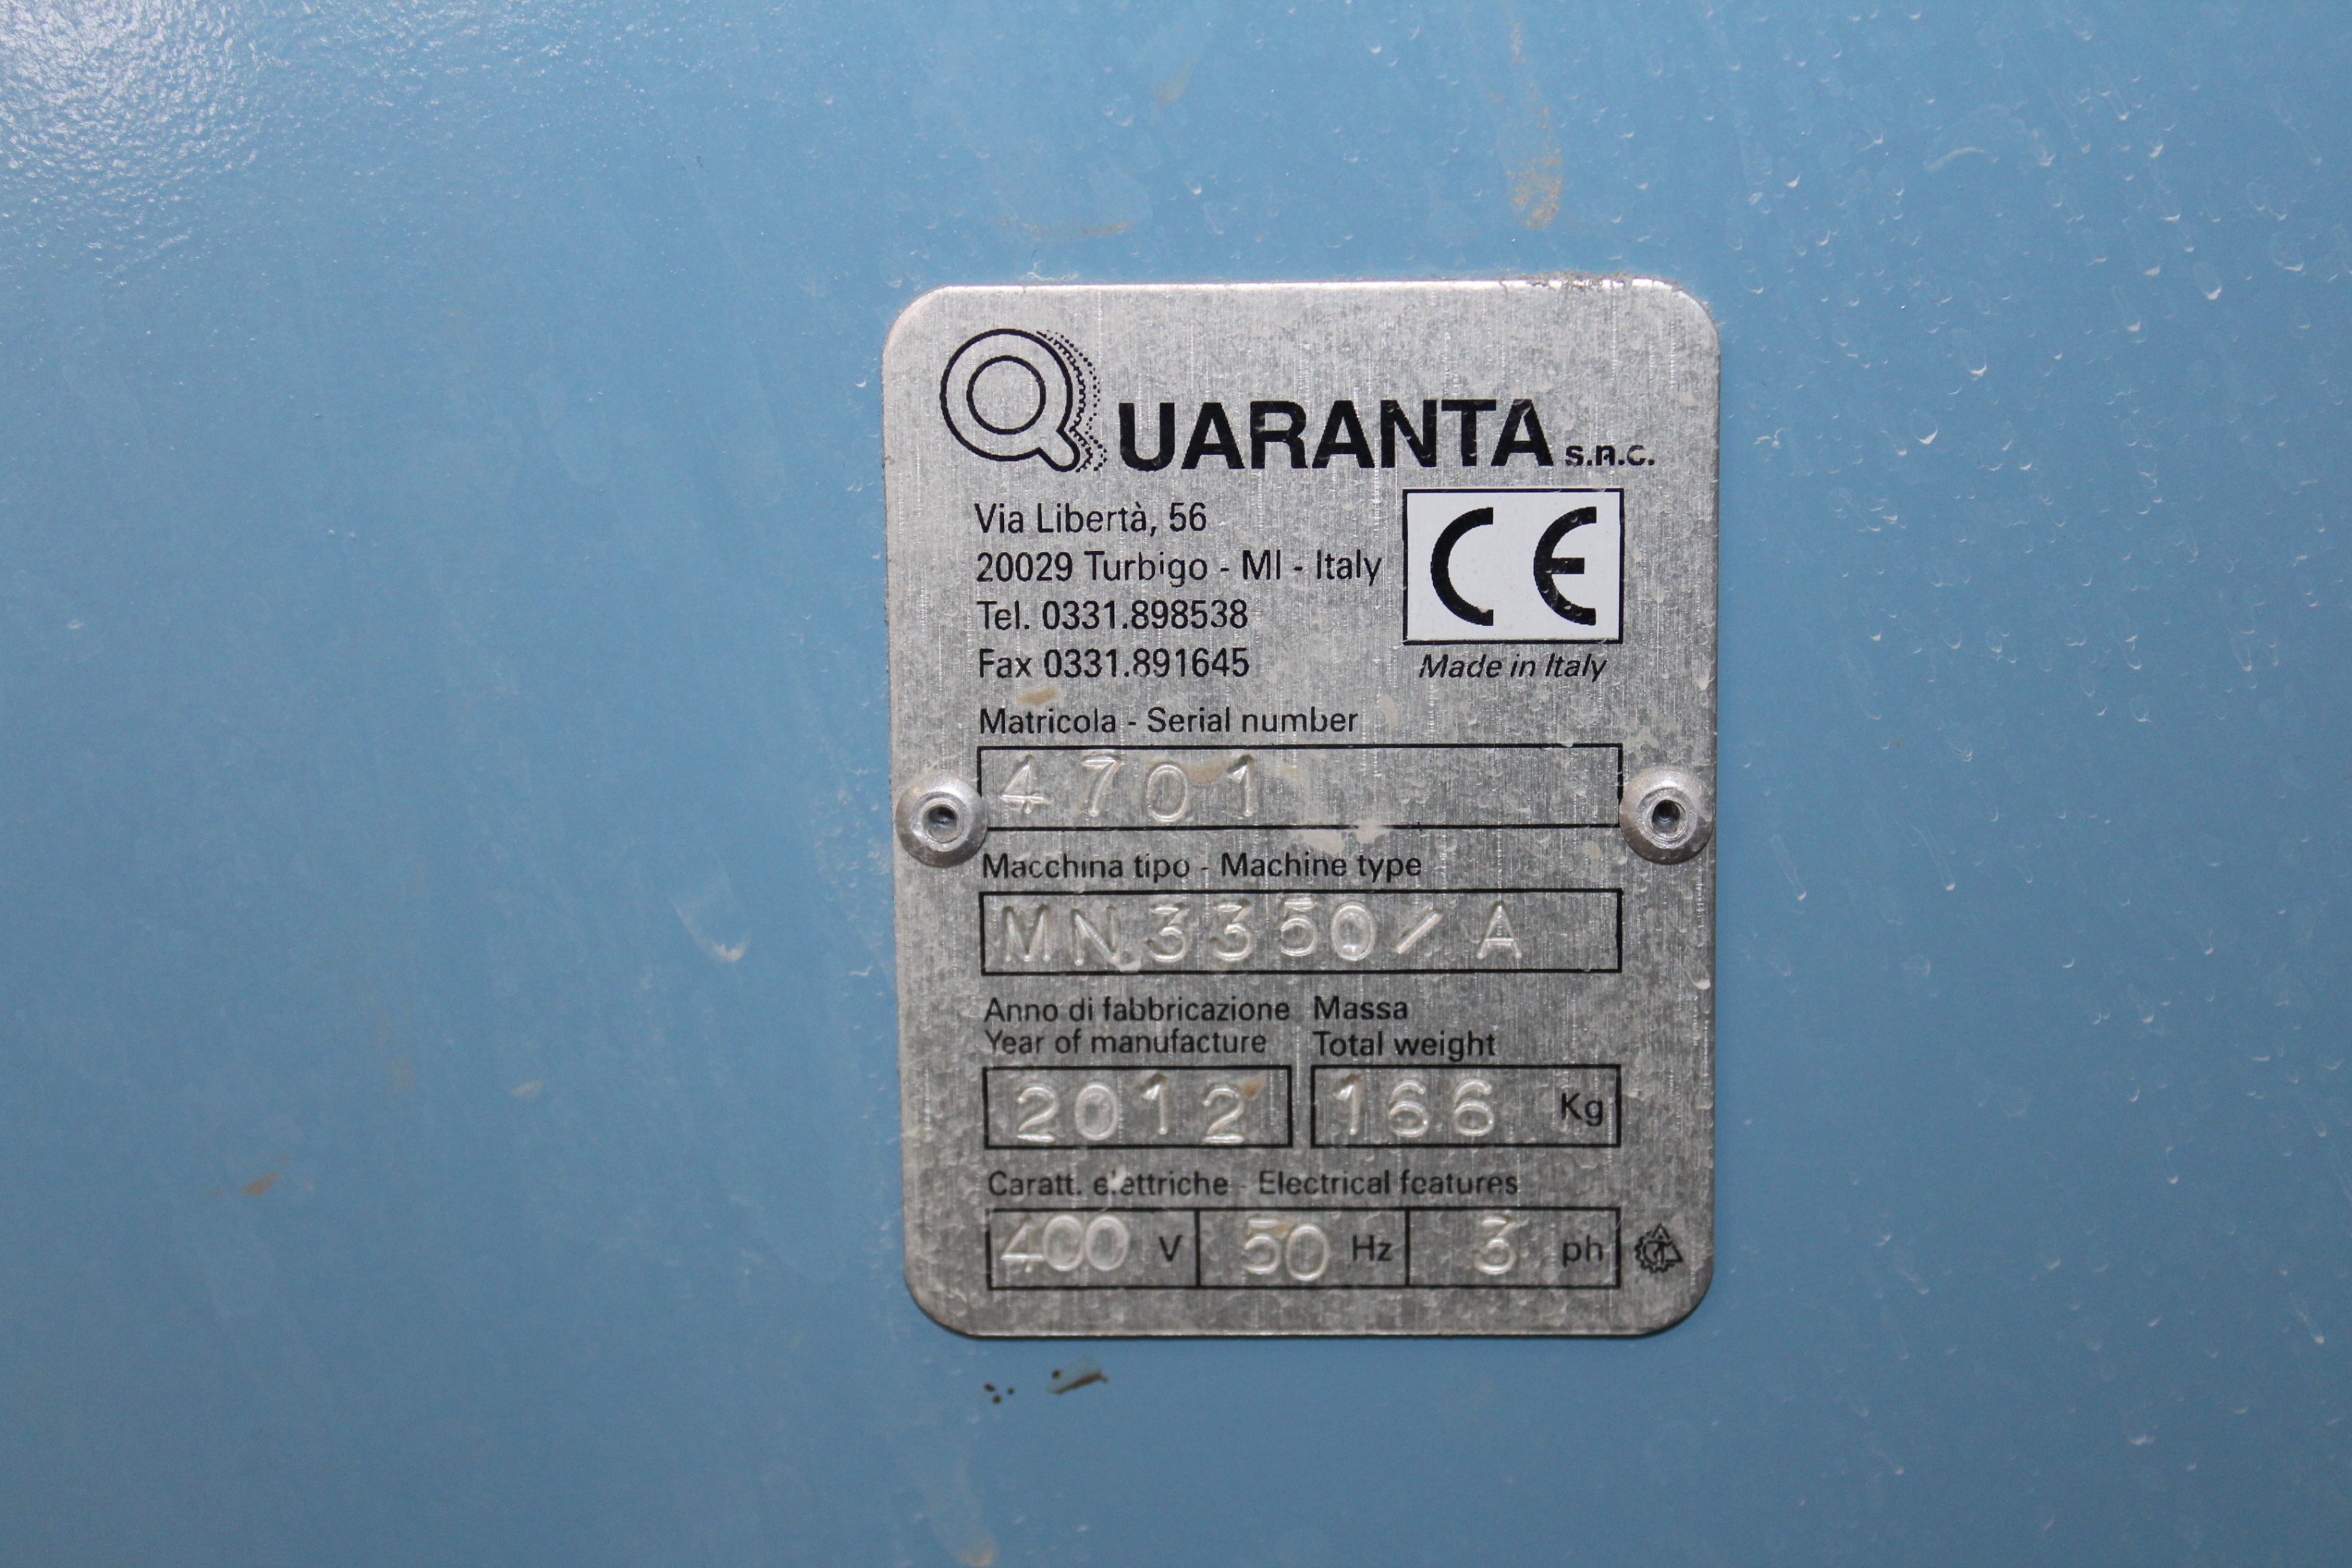 QUARANTA s.n.c.
Via Libertà, 56
20029 Turbigo - MI - Italy
Tel. 0331.898538
Fax 0331.891645
CE
Made in Italy
Matricola - Serial number
4701
Macchina tipo - Machine type
MN3350/A
Anno di fabbricazione
Year of manufacture
2012
Massa
Total weight
166 Kg
Caratt. elettriche - Electrical features
400 V 50 Hz 3 ph